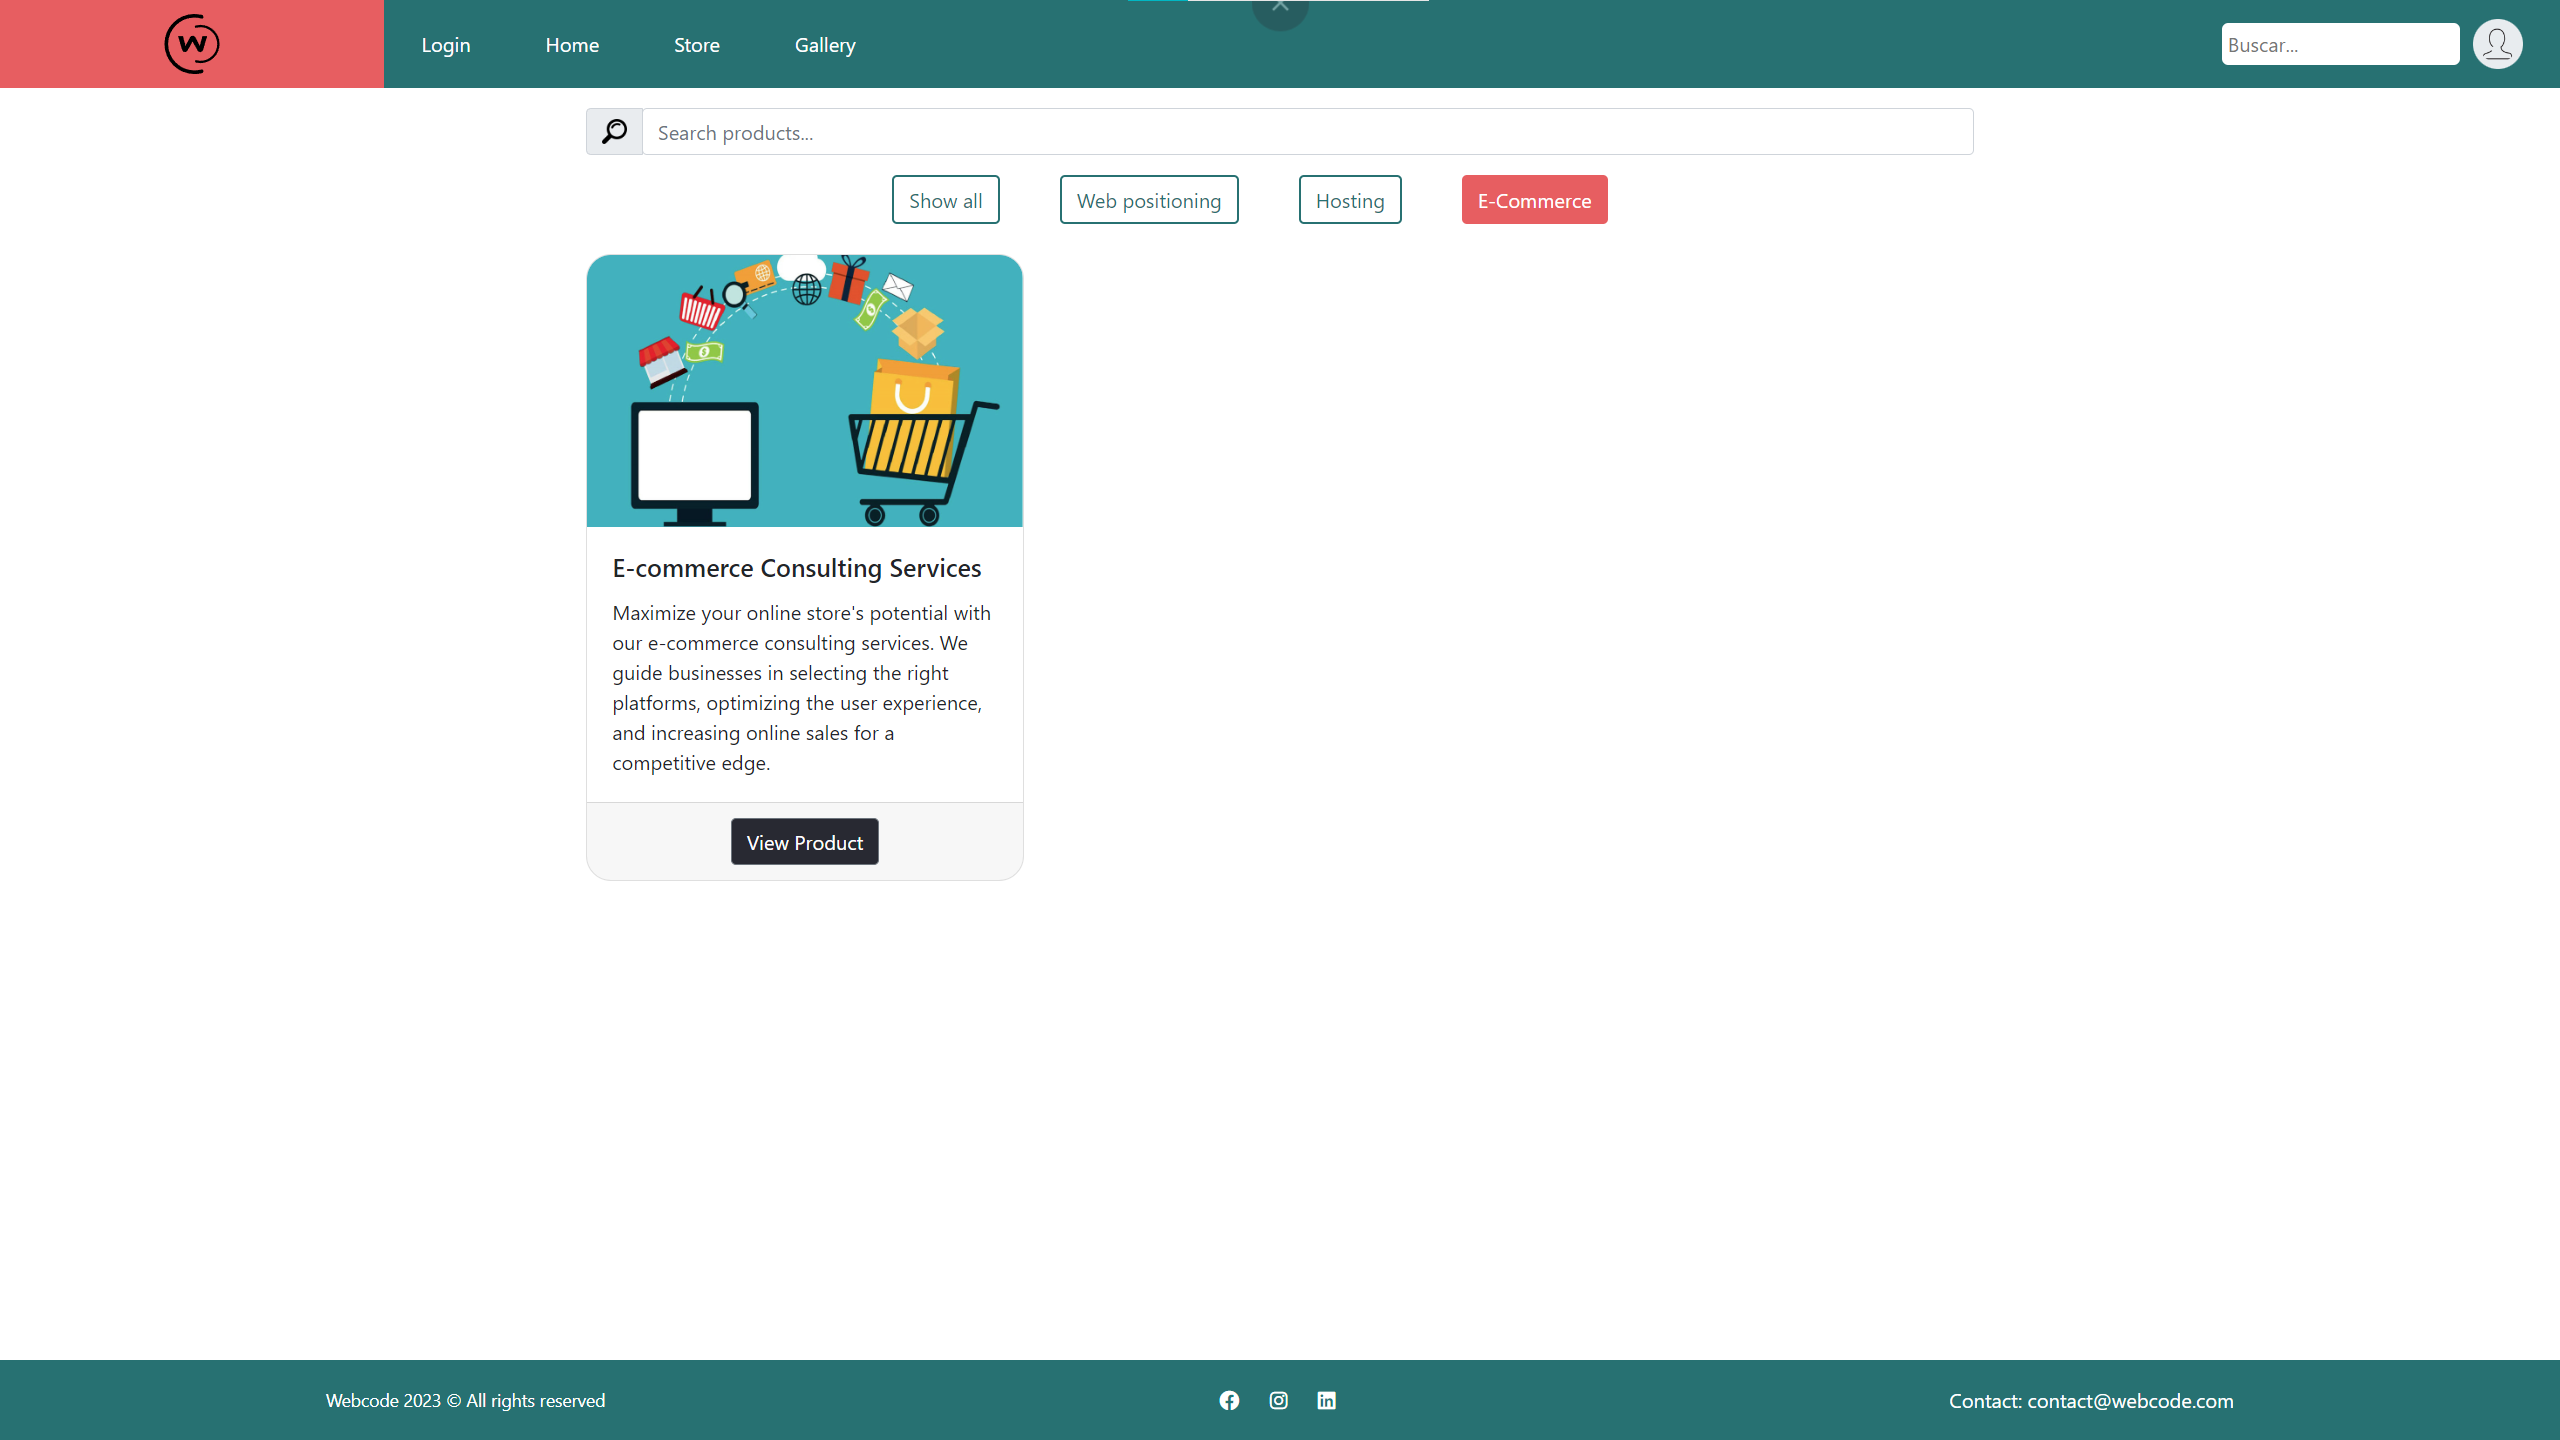 W
Login Home Store Gallery Buscar...
Search products...
Show all Web positioning Hosting E-Commerce
E-commerce Consulting Services
Maximize your online store's potential with
our e-commerce consulting services. We
guide businesses in selecting the right
platforms, optimizing the user experience,
and increasing online sales for a
competitive edge.
View Product
Webcode 2023 © All rights reserved Contact: contact@webcode.com